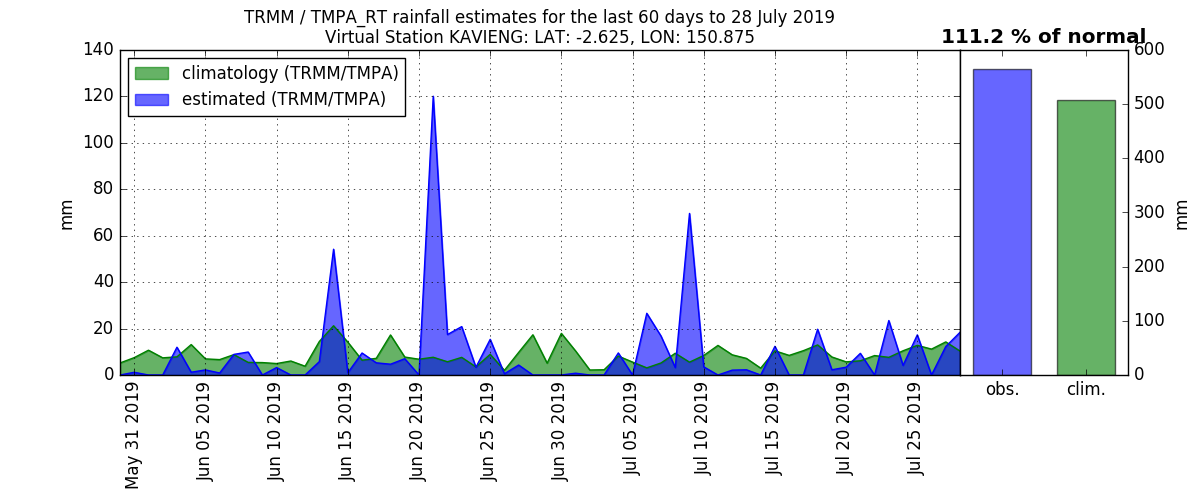 TRMM / TMPA_RT rainfall estimates for the last 60 days to 28 July 2019
Virtual Station KAVIENG: LAT: -2.625, LON: 150.875
111.2 % of normal
climatology (TRMM/TMPA)
estimated (TRMM/TMPA)
140
120
100
80
60
40
20
0
mm
May 31 2019
Jun 05 2019
Jun 10 2019
Jun 15 2019
Jun 20 2019
Jun 25 2019
Jun 30 2019
Jul 05 2019
Jul 10 2019
Jul 15 2019
Jul 20 2019
Jul 25 2019
600
500
400
300
200
100
0
mm
obs.
clim.